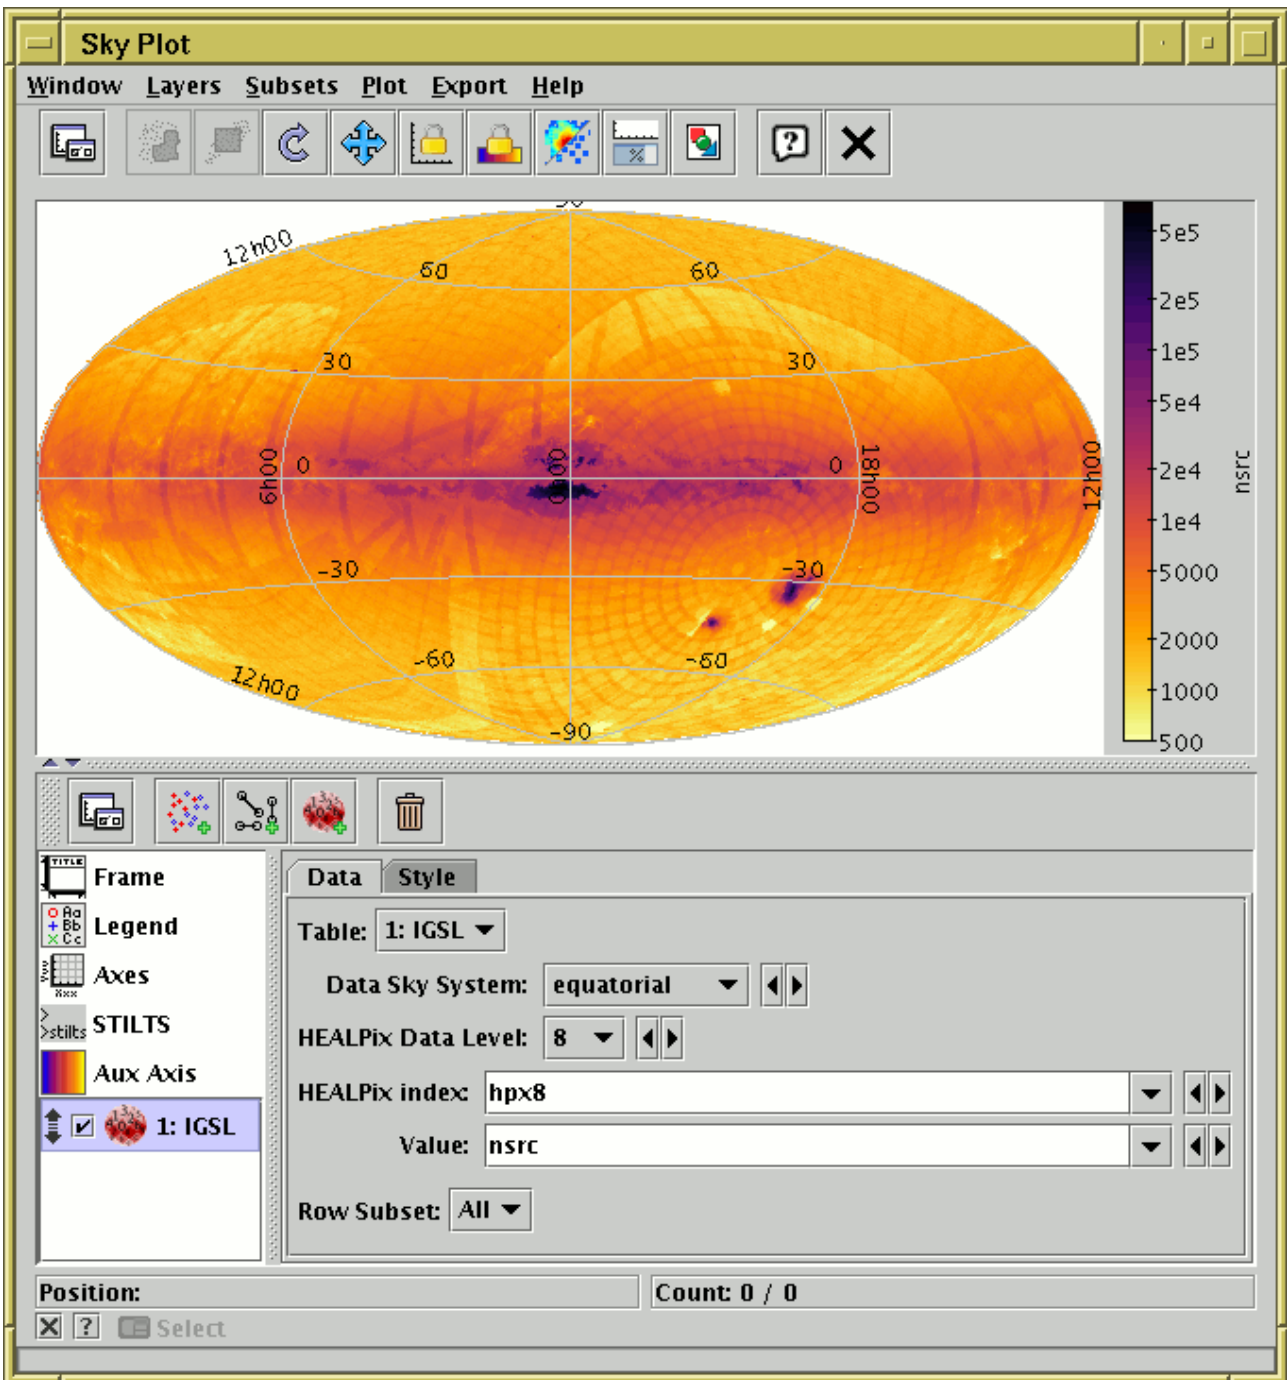 Sky Plot
Window Layers Subsets Plot Export Help
90
12h00
60 60
30 30
6h00 0 0h00 0 18h00 12h00
-30 -30
-60 -60
12h00
-90
5e5
2e5
1e5
5e4
2e4
1e4
5000
2000
1000
500
nsrc
Frame
Legend
Axes
STILTS
Aux Axis
1: IGSL
Data Style
Table: 1: IGSL
Data Sky System: equatorial
HEALPix Data Level: 8
HEALPix index: hpx8
Value: nsrc
Row Subset: All
Position: Count: 0 / 0
Select